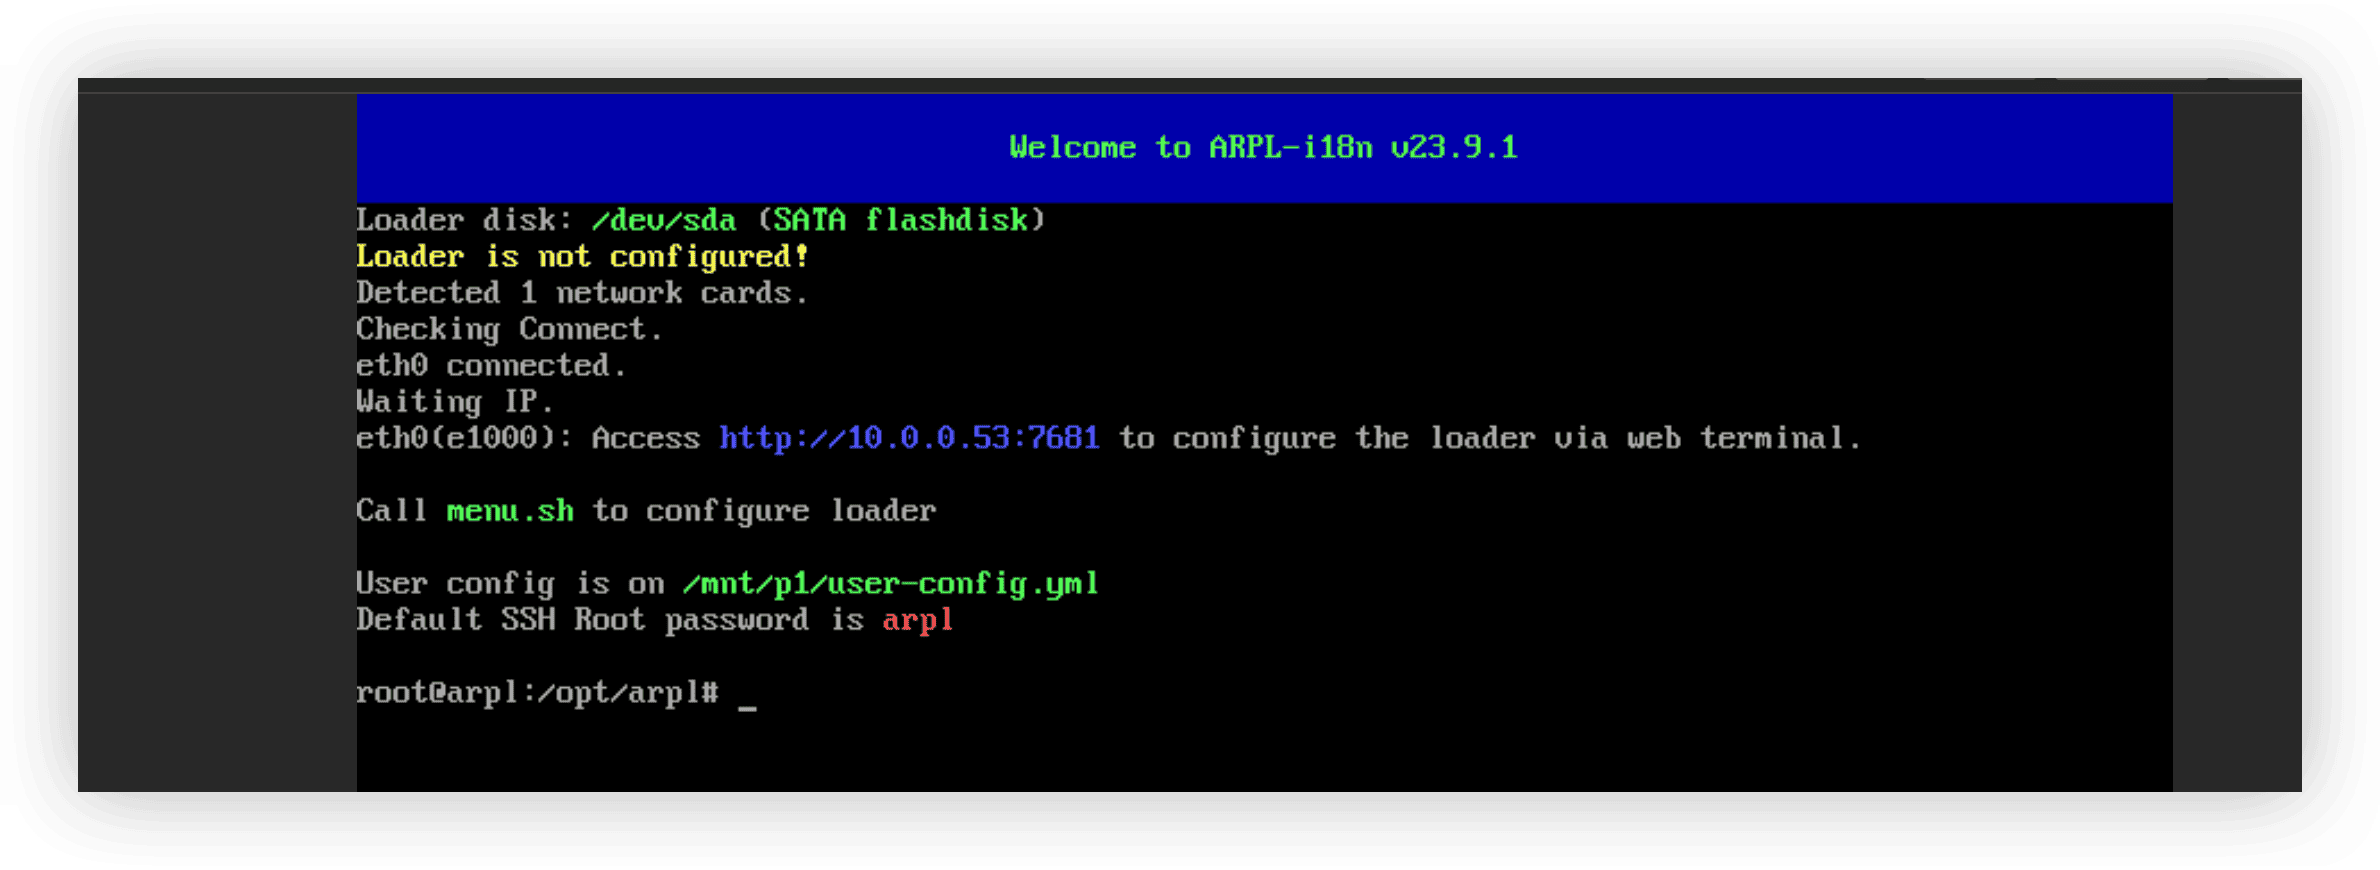 Welcome to ARPL-i18n v23.9.1
Loader disk: /dev/sda (SATA flashdisk)
Loader is not configured!
Detected 1 network cards.
Checking Connect.
eth0 connected.
Waiting IP.
eth0(e1000): Access http://10.0.0.53:7681 to configure the loader via web terminal.
Call menu.sh to configure loader
User config is on /mnt/p1/user-config.yml
Default SSH Root password is arpl
root@arpl:/opt/arpl# _